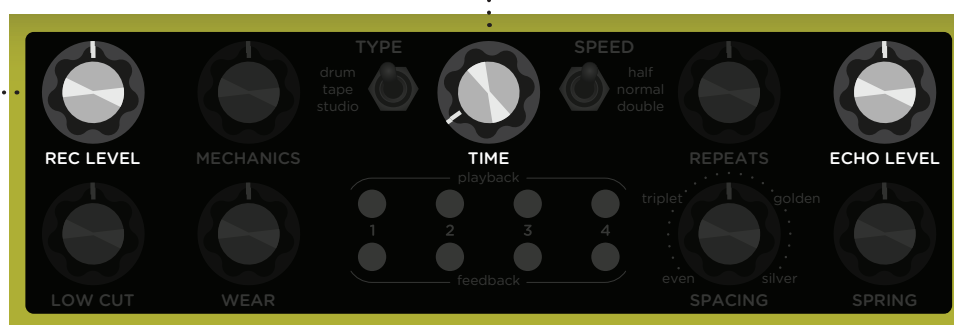 TYPE
SPEED
drum
tape
studio
half
normal
double
REC LEVEL
MECHANICS
TIME
REPEATS
ECHO LEVEL
playback
triplet
golden
1 2 3 4
even
silver
feedback
LOW CUT
WEAR
SPACING
SPRING